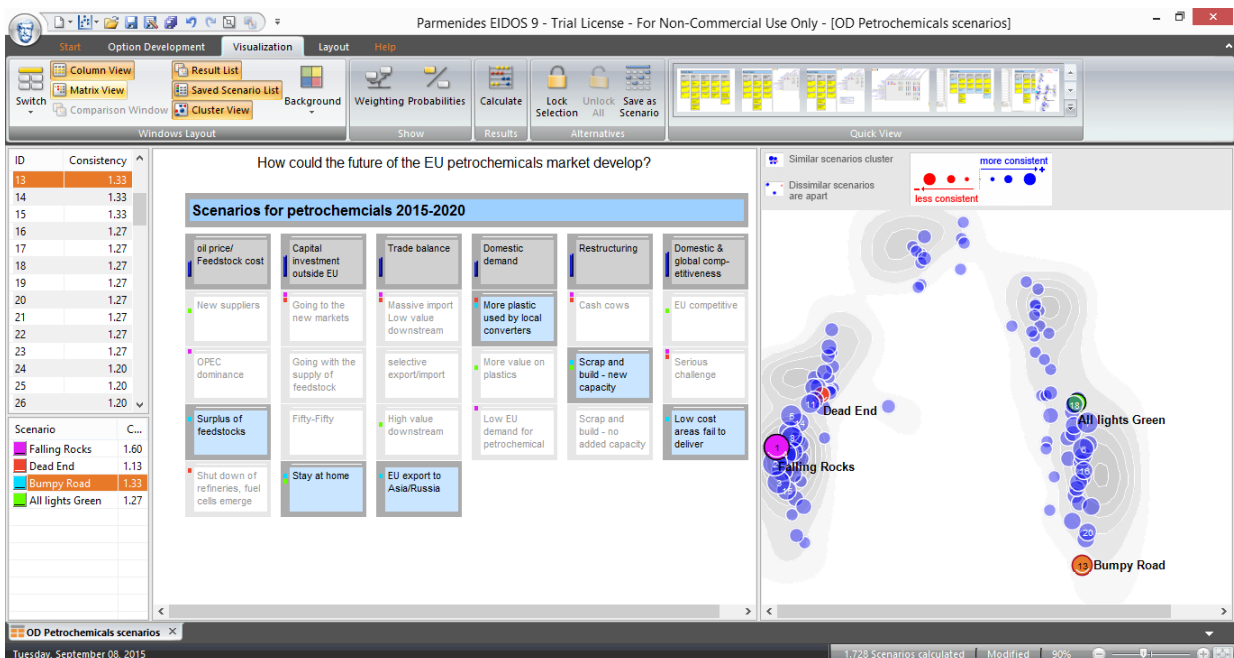 Parmenides EIDOS 9 - Trial License - For Non-Commercial Use Only - [OD Petrochemicals scenarios]
Start Option Development Visualization Layout Help
Switch
Column View
Matrix View
Comparison Window
Result List
Saved Scenario List
Cluster View
Background
Windows Layout
Weighting Probabilities
Show
Calculate
Results
Lock
Selection
Unlock
All
Save as
Scenario
Alternatives
Quick View
ID Consistency
13 1.33
14 1.33
15 1.33
16 1.27
17 1.27
18 1.27
19 1.27
20 1.27
21 1.27
22 1.27
23 1.27
24 1.20
25 1.20
26 1.20
Scenario C...
Falling Rocks 1.60
Dead End 1.13
Bumpy Road 1.33
All lights Green 1.27
How could the future of the EU petrochemicals market develop?
Scenarios for petrochemcials 2015-2020
oil price/
Feedstock cost
Capital
investment
outside EU
Trade balance
Domestic
demand
Restructuring
Domestic &
global comp-
etitiveness
New suppliers
Going to the
new markets
Massive import
Low value
downstream
More plastic
used by local
converters
Cash cows
EU competitive
OPEC
dominance
Going with the
supply of
feedstock
selective
export/import
More value on
plastics
Scrap and
build - new
capacity
Serious
challenge
Surplus of
feedstocks
Fifty-Fifty
High value
downstream
Low EU
demand for
petrochemical
Scrap and
build - no
added capacity
Low cost
areas fail to
deliver
Shut down of
refineries, fuel
cells emerge
Stay at home
EU export to
Asia/Russia
Similar scenarios cluster
Dissimilar scenarios
are apart
more consistent
less consistent
11
Dead End
5
14
8
1
Falling Rocks
3
15
18
All lights Green
6
16
20
13 Bumpy Road
OD Petrochemicals scenarios
Tuesday, September 08, 2015
1.728 Scenarios calculated Modified 90%